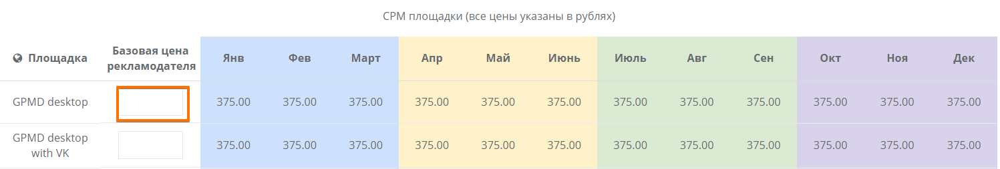 CPM площадки (все цены указаны в рублях)
Площадка Базовая цена рекламодателя Янв Фев Март Апр Май Июнь Июль Авг Сен Окт Ноя Дек
GPMD desktop 375.00 375.00 375.00 375.00 375.00 375.00 375.00 375.00 375.00 375.00 375.00 375.00
GPMD desktop with VK 375.00 375.00 375.00 375.00 375.00 375.00 375.00 375.00 375.00 375.00 375.00 375.00